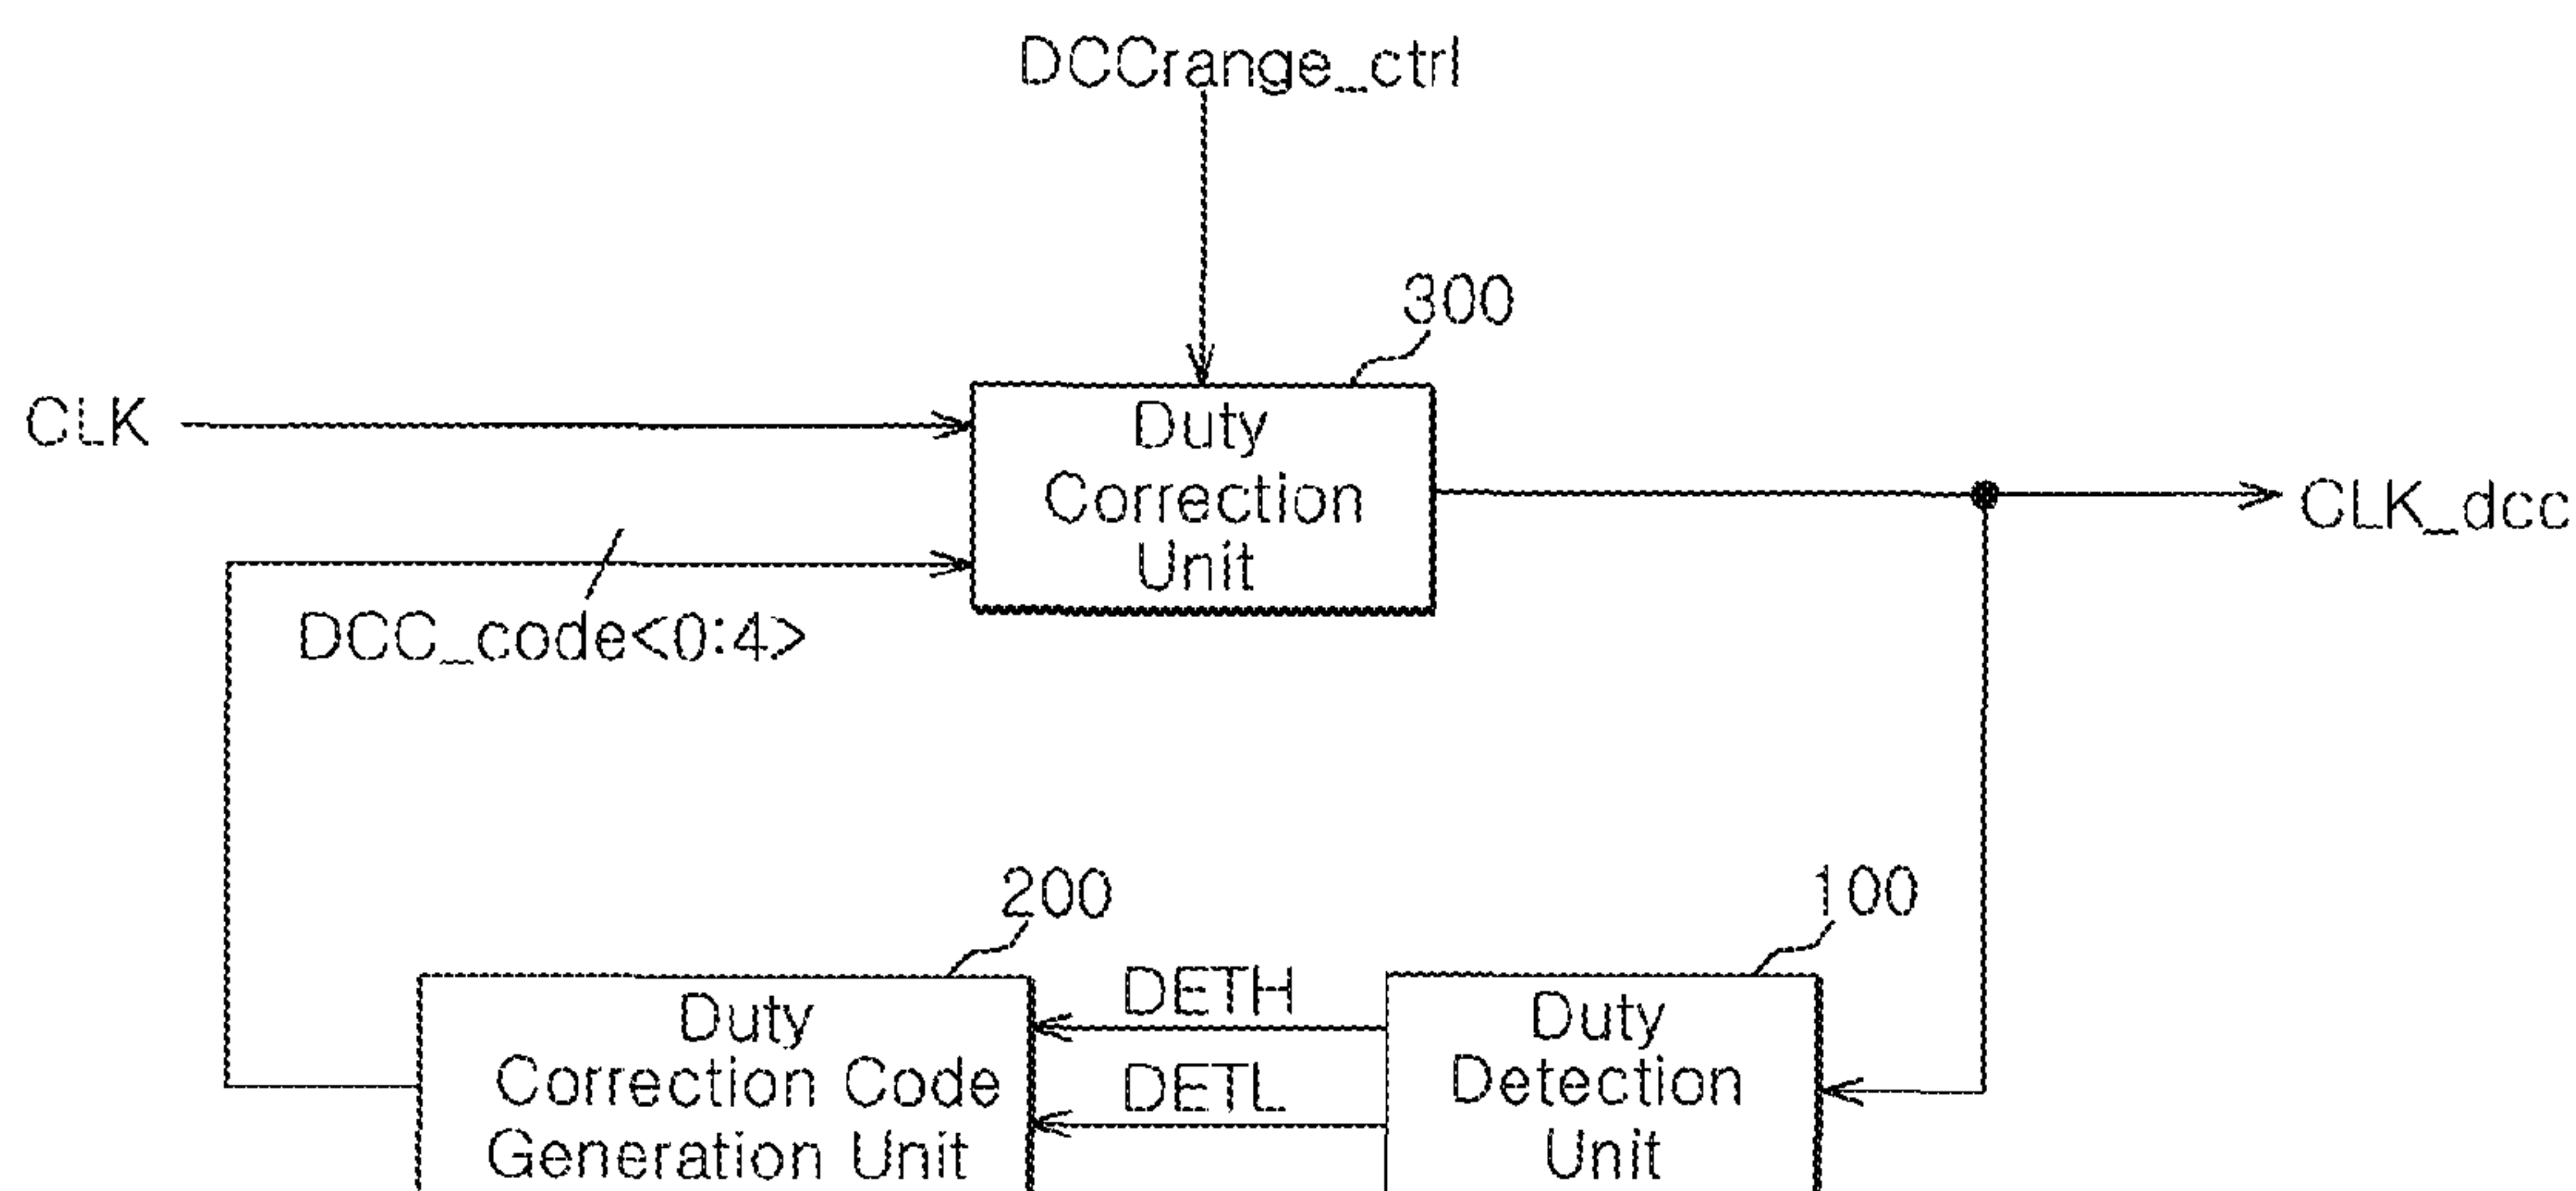 DCCrange_ctrl
300
CLK
Duty
Correction
Unit
CLK_dcc
DCC_code<0:4>
200
100
Duty
Correction Code
Generation Unit
DETH
DETL
Duty
Detection
Unit